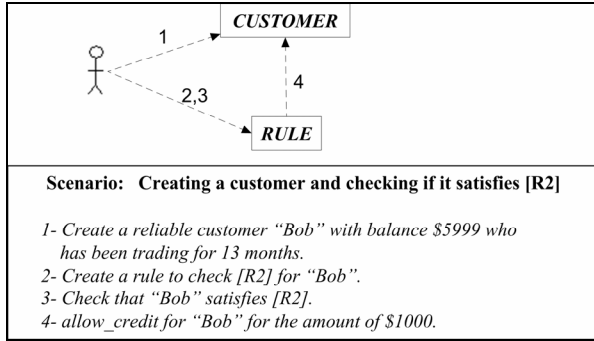 CUSTOMER
1
4
2,3
RULE
Scenario: Creating a customer and checking if it satisfies [R2]
1- Create a reliable customer “Bob” with balance $5999 who
has been trading for 13 months.
2- Create a rule to check [R2] for “Bob”.
3- Check that “Bob” satisfies [R2].
4- allow_credit for “Bob” for the amount of $1000.